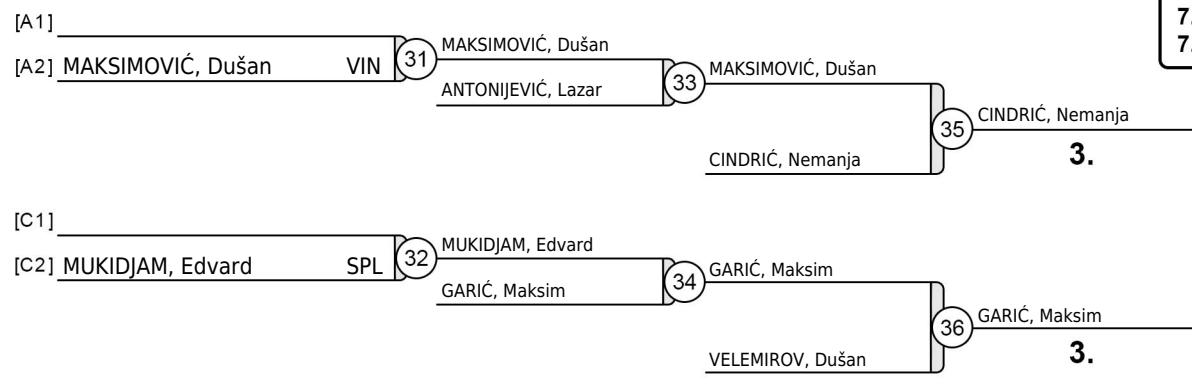 7.
7.
[A1]
[A2] MAKSIMOVIĆ, Dušan VIN
31
MAKSIMOVIĆ, Dušan
ANTONIJEVIĆ, Lazar
33
MAKSIMOVIĆ, Dušan
CINDRIĆ, Nemanja
35
CINDRIĆ, Nemanja
3.
[C1]
[C2] MUKIDJAM, Edvard SPL
32
MUKIDJAM, Edvard
GARIĆ, Maksim
34
GARIĆ, Maksim
VELEMIROV, Dušan
36
GARIĆ, Maksim
3.